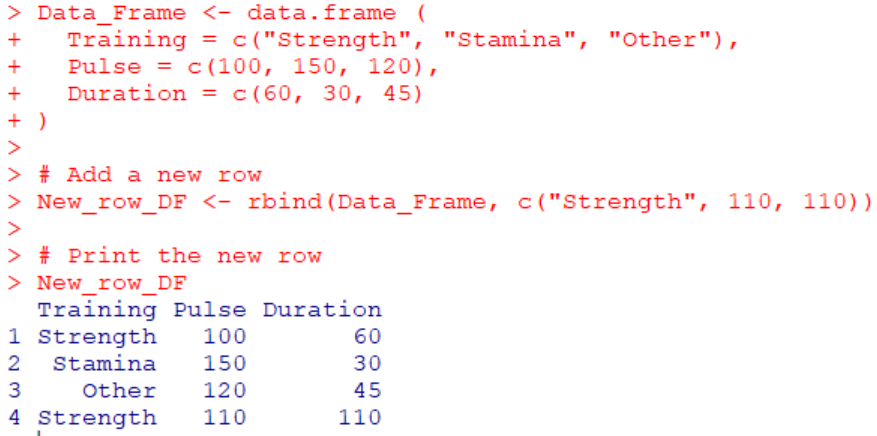 > Data_Frame <- data.frame (
+   Training = c("Strength", "Stamina", "Other"),
+   Pulse = c(100, 150, 120),
+   Duration = c(60, 30, 45)
+ )
>
> # Add a new row
> New_row_DF <- rbind(Data_Frame, c("Strength", 110, 110))
>
> # Print the new row
> New_row_DF
  Training Pulse Duration
1 Strength   100       60
2  Stamina   150       30
3    Other   120       45
4 Strength   110      110